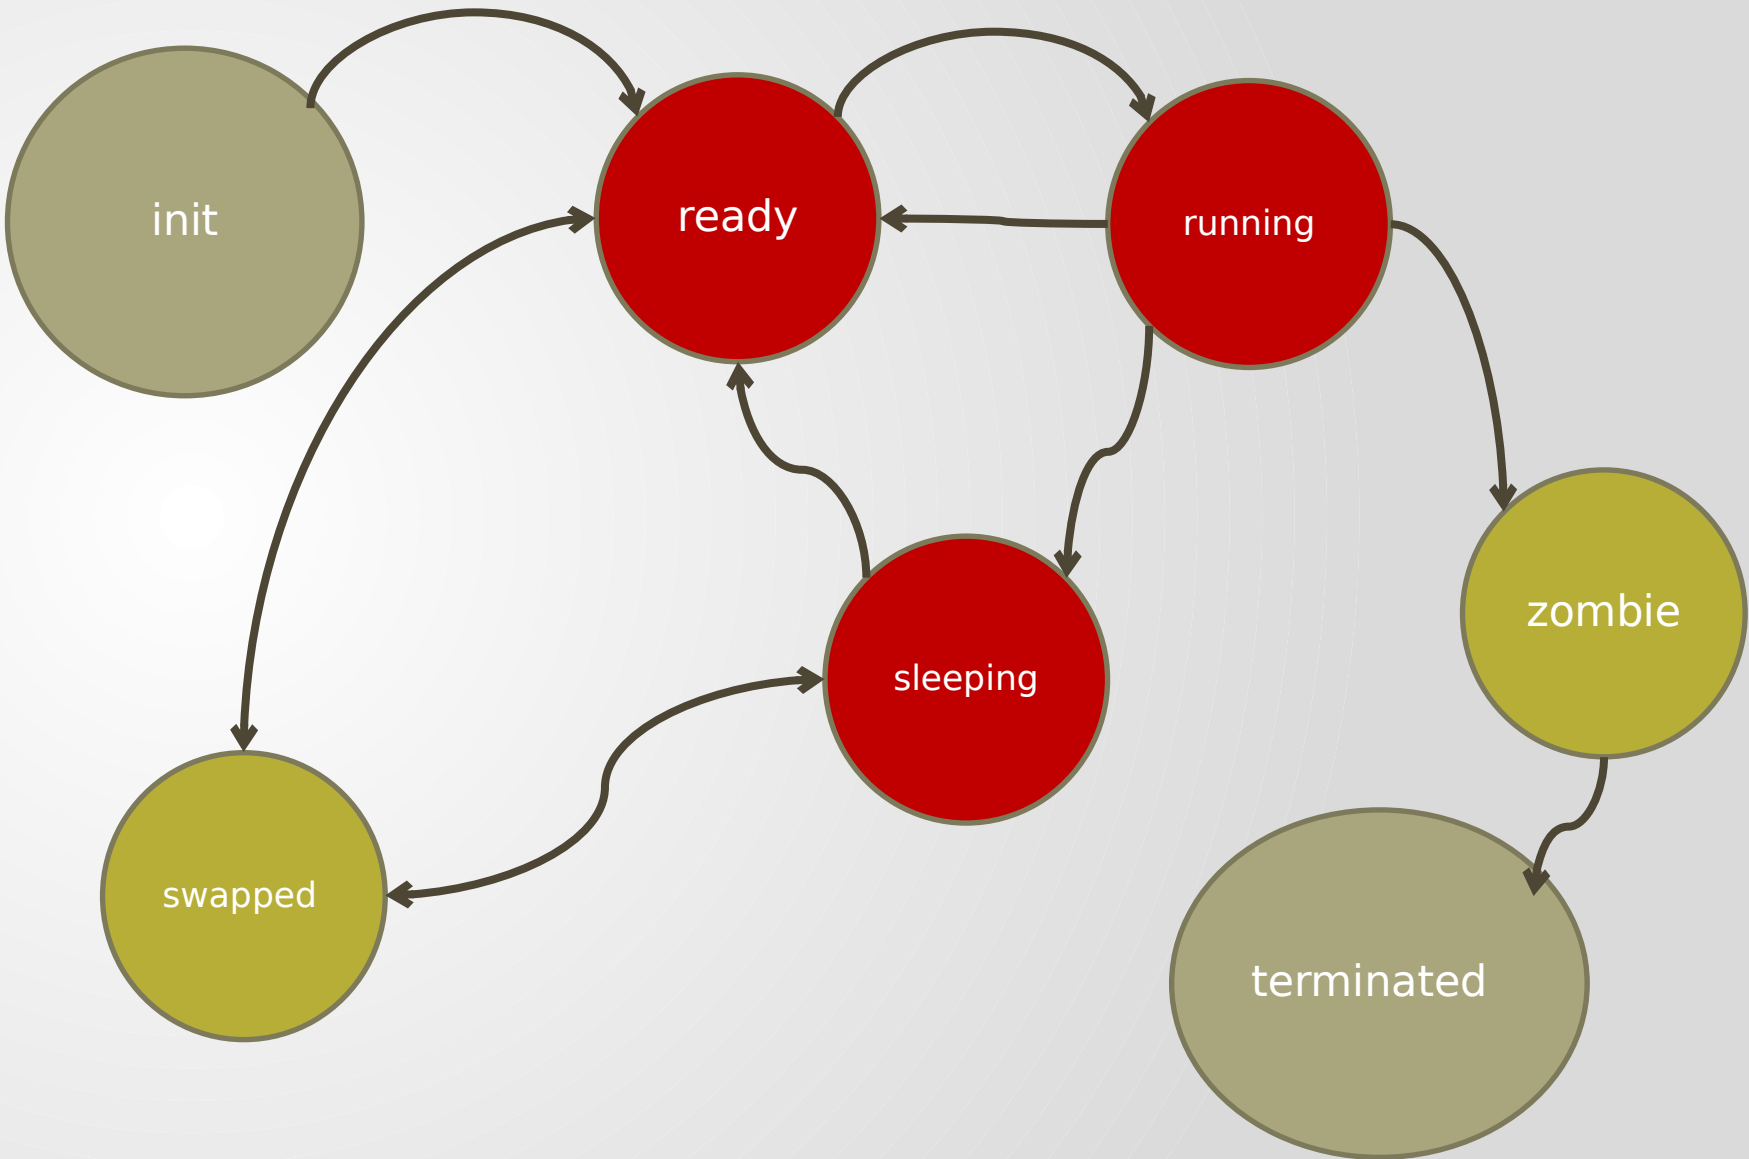 init
ready
running
zombie
sleeping
swapped
terminated